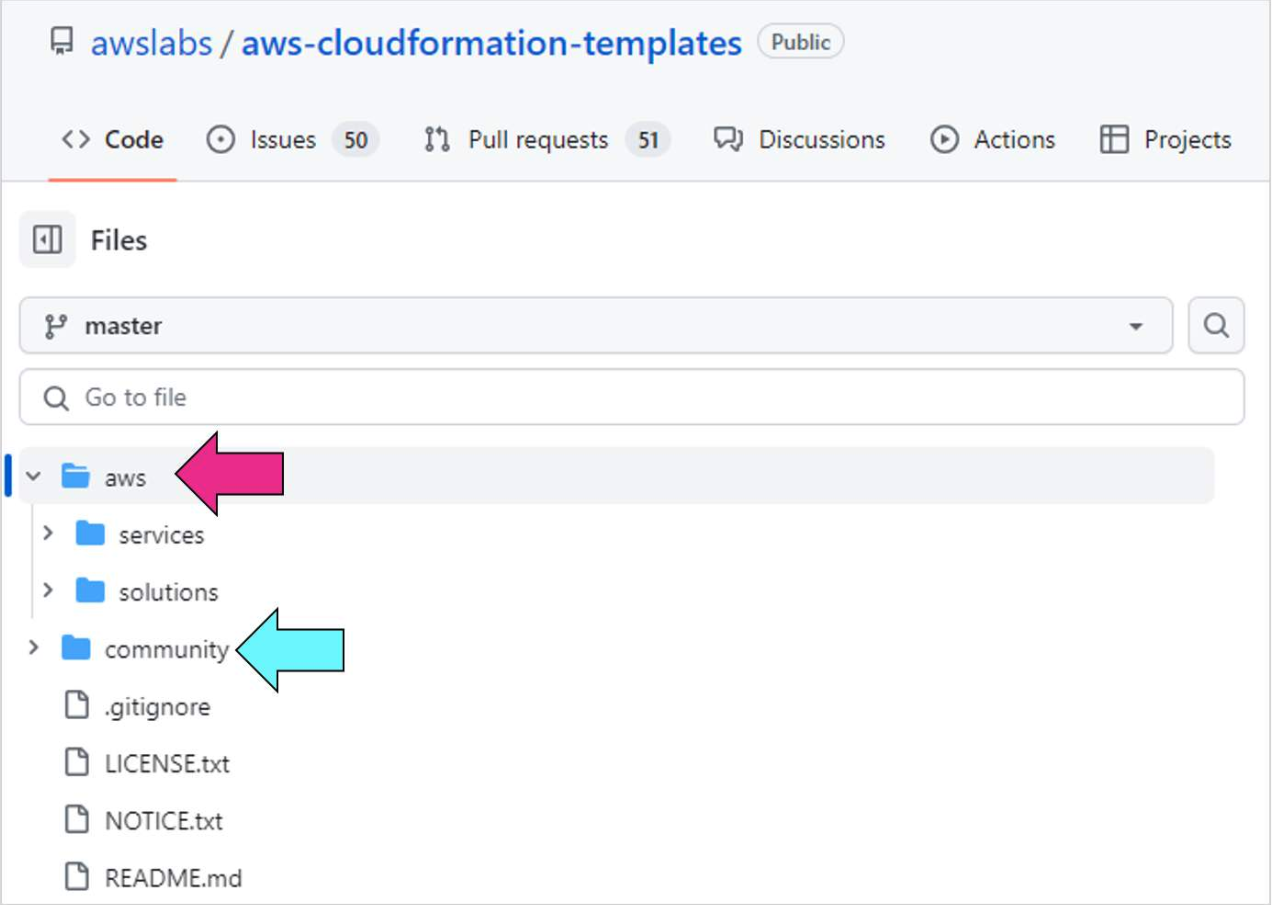 awslabs / aws-cloudformation-templates Public
Code Issues 50 Pull requests 51 Discussions Actions Projects
Files
master
Go to file
aws
services
solutions
community
.gitignore
LICENSE.txt
NOTICE.txt
README.md